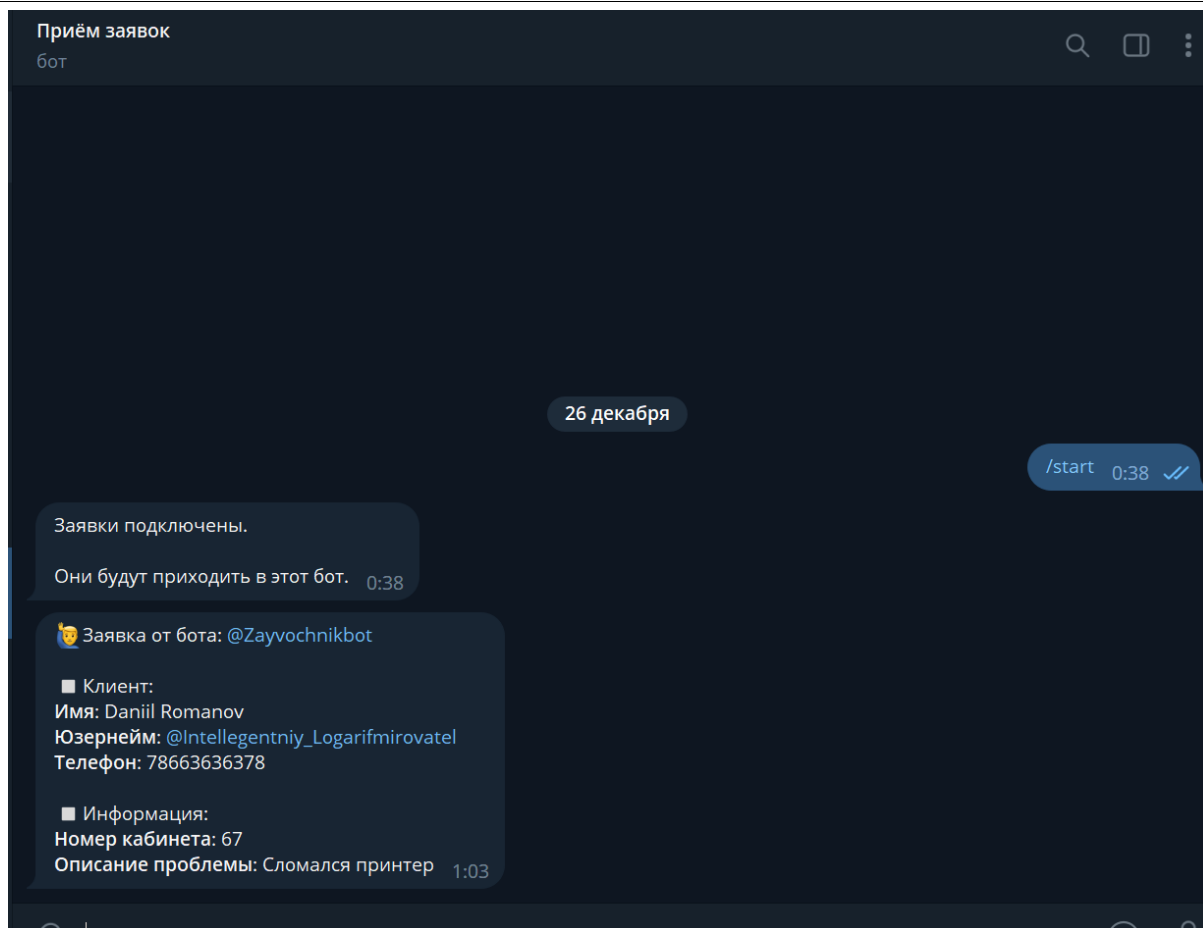 Приём заявок
бот
26 декабря
/start 0:38
Заявки подключены.
Они будут приходить в этот бот. 0:38
Заявка от бота: @Zayvochnikbot
Клиент:
Имя: Daniil Romanov
Юзернейм: @Intellegentniy_Logarifmirovatel
Телефон: 78663636378
Информация:
Номер кабинета: 67
Описание проблемы: Сломался принтер 1:03